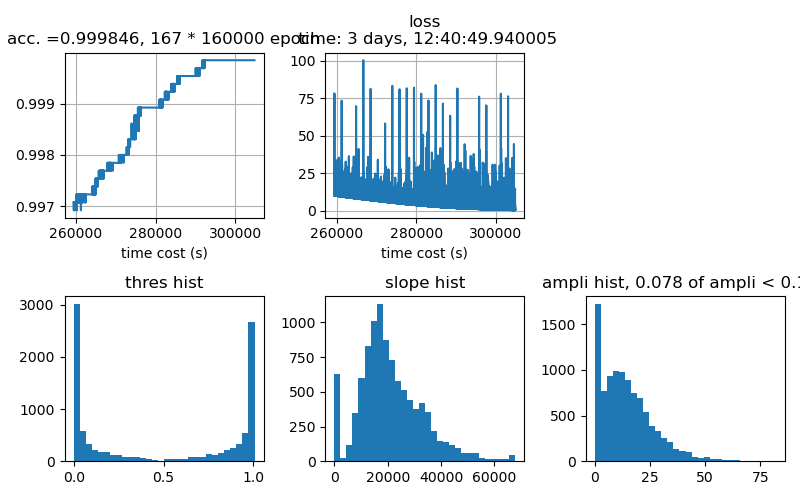 loss
acc. =0.999846, 167 * 160000 epoch
time: 3 days, 12:40:49.940005
0.999
0.998
0.997
260000 280000 300000
time cost (s)
100
75
50
25
0
260000 280000 300000
time cost (s)
thres hist
3000
2000
1000
0
0.0 0.5 1.0
slope hist
1000
750
500
250
0
0 20000 40000 60000
ampli hist, 0.078 of ampli < 0.1
1500
1000
500
0
0 25 50 75